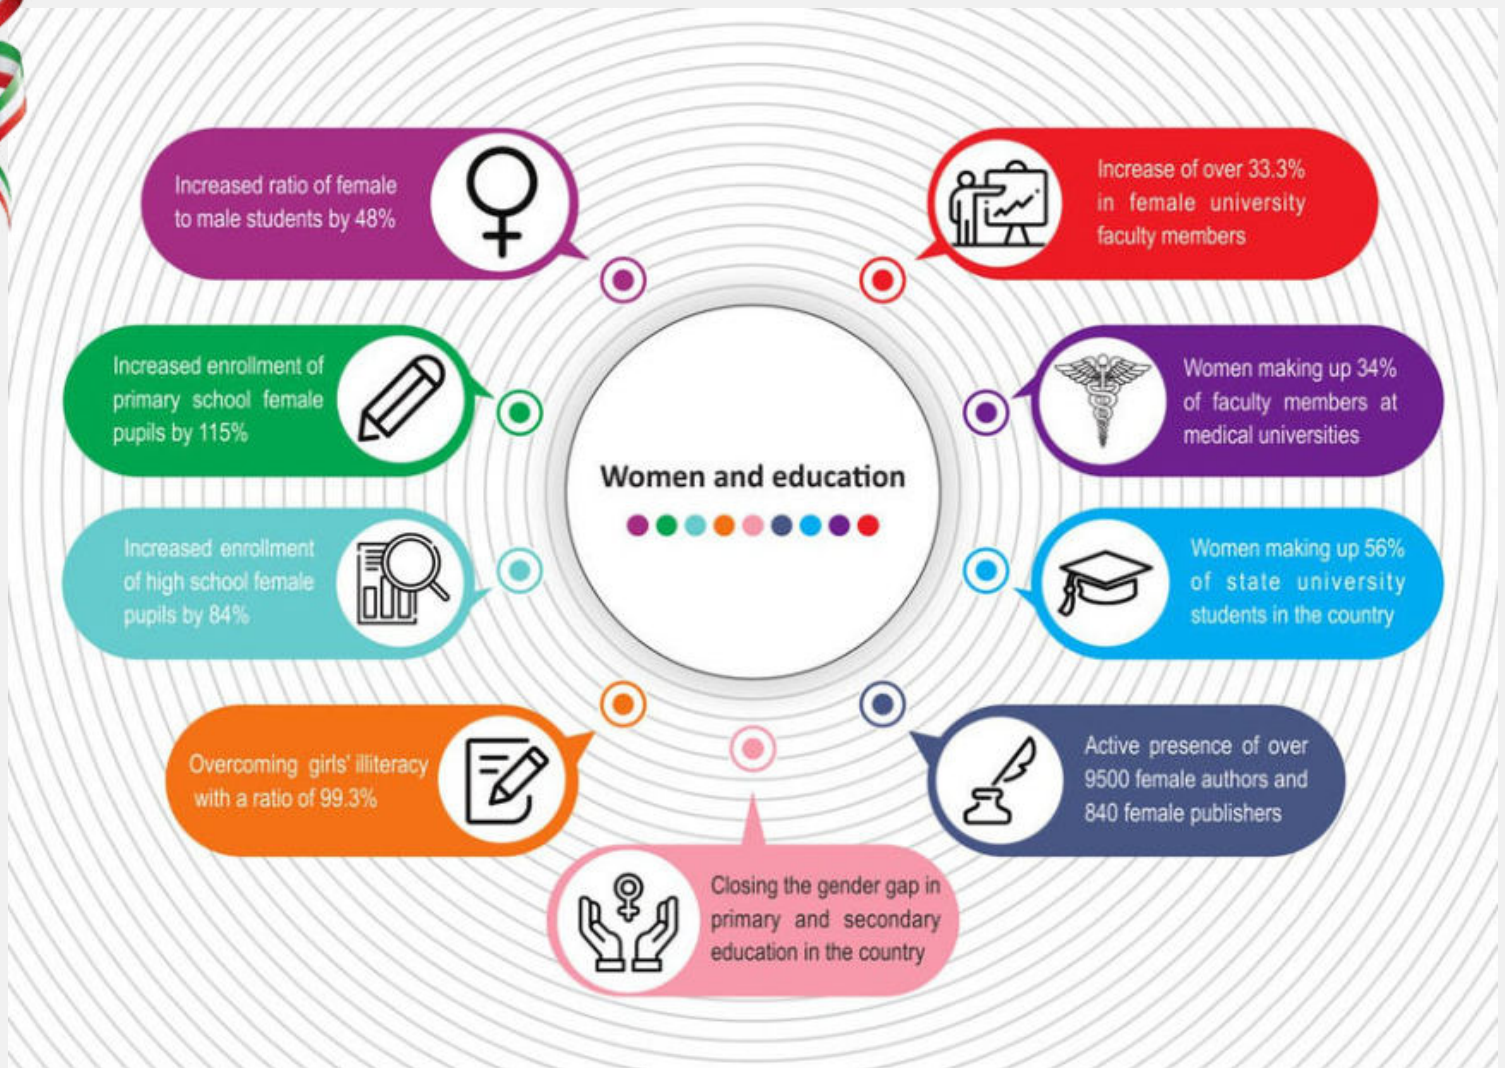 Increased ratio of female
to male students by 48%
Increase of over 33.3%
in female university
faculty members
Increased enrollment of
primary school female
pupils by 115%
Women making up 34%
of faculty members at
medical universities
Women and education
Increased enrollment
of high school female
pupils by 84%
Women making up 56%
of state university
students in the country
Overcoming girls' illiteracy
with a ratio of 99.3%
Active presence of over
9500 female authors and
840 female publishers
Closing the gender gap in
primary and secondary
education in the country